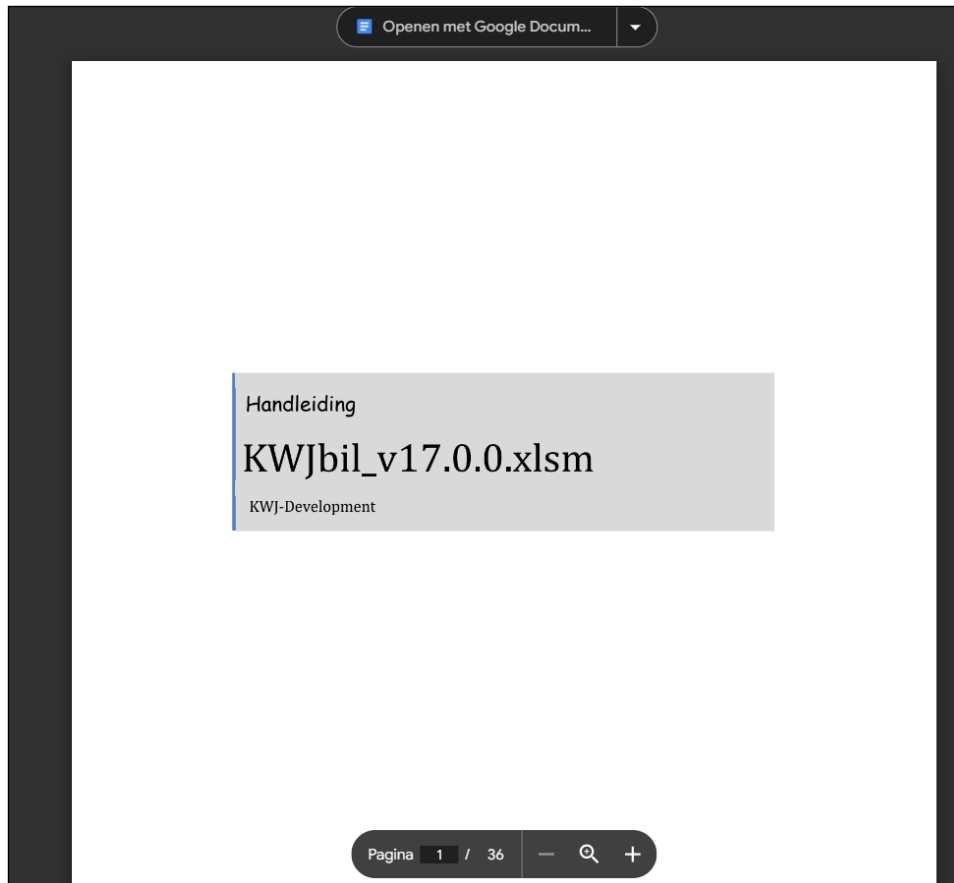 Openen met Google Docum...
Handleiding
KWJbil_v17.0.0.xlsm
KWJ-Development
Pagina 1 / 36